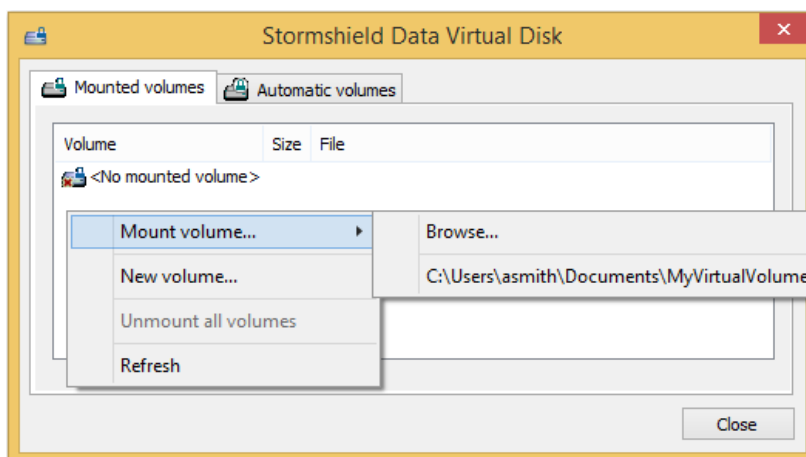 Stormshield Data Virtual Disk
Mounted volumes
Automatic volumes
Volume Size File
<No mounted volume>
Mount volume...
Browse...
New volume...
C:\Users\asmith\Documents\MyVirtualVolume
Unmount all volumes
Refresh
Close